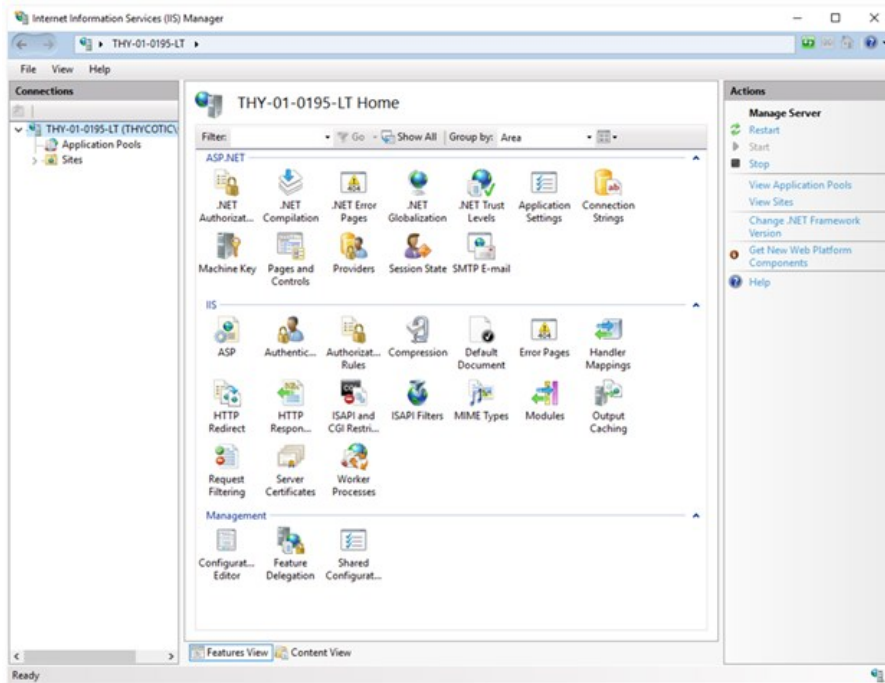 Internet Information Services (IIS) Manager
THY-01-0195-LT
File View Help
Connections
THY-01-0195-LT (THYCOTIC\
Application Pools
Sites
THY-01-0195-LT Home
Filter: Go Show All Group by: Area
ASP.NET
.NET Authorizat...
.NET Compilation
.NET Error Pages
.NET Globalization
.NET Trust Levels
Application Settings
Connection Strings
Machine Key
Pages and Controls
Providers
Session State
SMTP E-mail
IIS
ASP
Authentic...
Authorizat... Rules
Compression
Default Document
Error Pages
Handler Mappings
HTTP Redirect
HTTP Respon...
ISAPI and CGI Restri...
ISAPI Filters
MIME Types
Modules
Output Caching
Request Filtering
Server Certificates
Worker Processes
Management
Configurat... Editor
Feature Delegation
Shared Configurat...
Features View
Content View
Actions
Manage Server
Restart
Start
Stop
View Application Pools
View Sites
Change .NET Framework
Version
Get New Web Platform
Components
Help
Ready